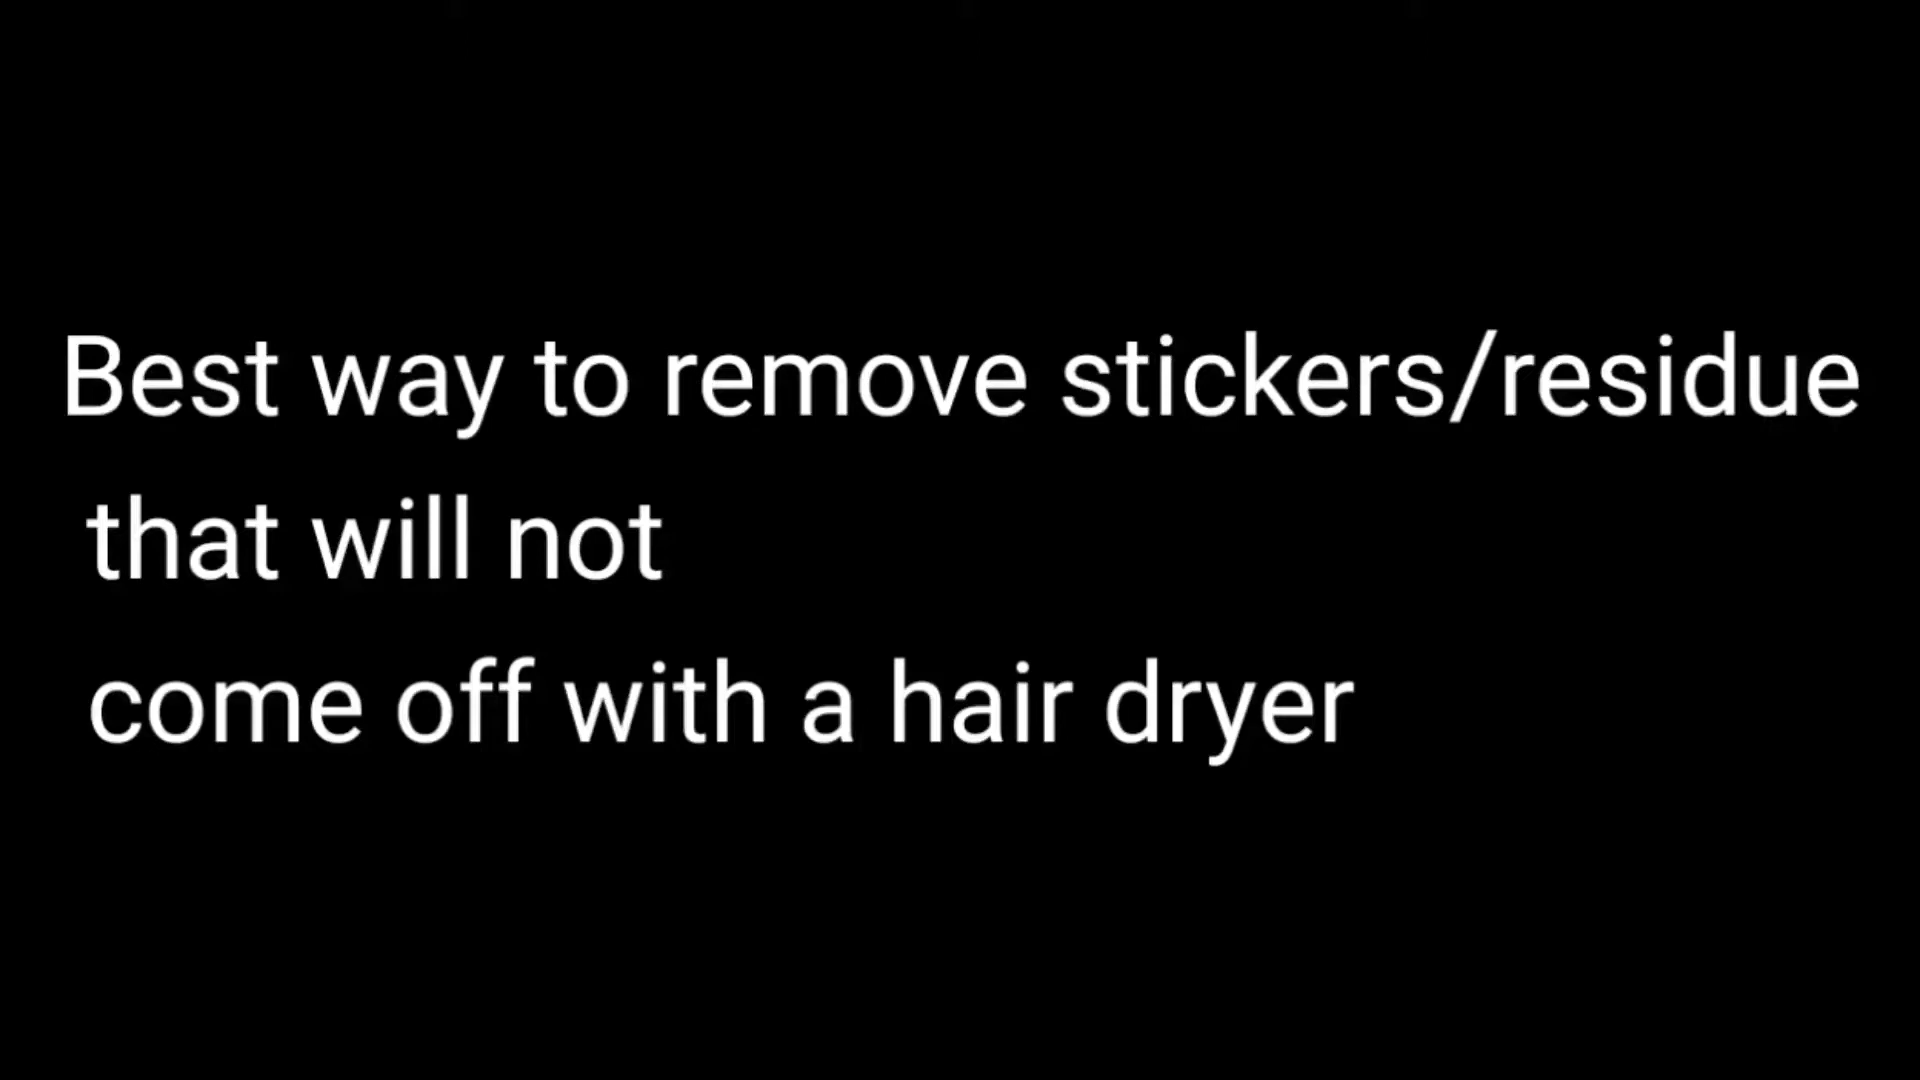 Best way to remove stickers/residue
that will not
come off with a hair dryer